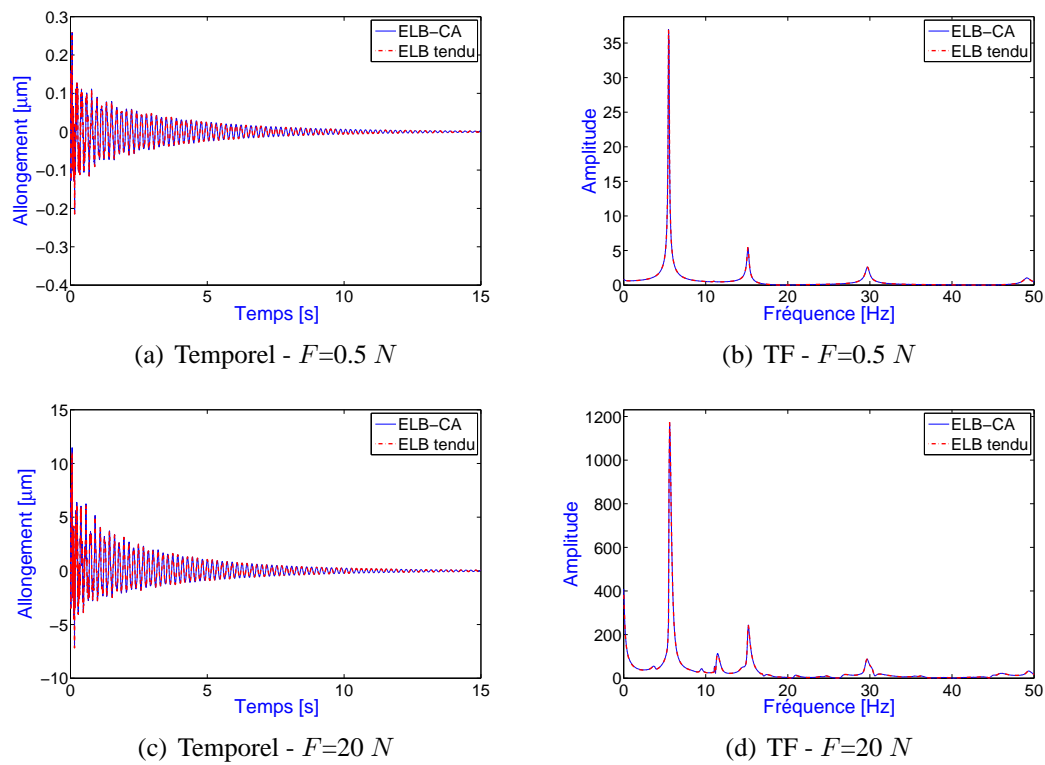 0.3
0.2
0.1
0
−0.1
−0.2
−0.3
−0.4
Allongement [µm]
0 5 10 15
Temps [s]
ELB−CA
ELB tendu
(a) Temporel - F=0.5 N
35
30
25
20
15
10
5
0
Amplitude
0 10 20 30 40 50
Fréquence [Hz]
ELB−CA
ELB tendu
(b) TF - F=0.5 N
15
10
5
0
−5
−10
Allongement [µm]
0 5 10 15
Temps [s]
ELB−CA
ELB tendu
(c) Temporel - F=20 N
1200
1000
800
600
400
200
0
Amplitude
0 10 20 30 40 50
Fréquence [Hz]
ELB−CA
ELB tendu
(d) TF - F=20 N